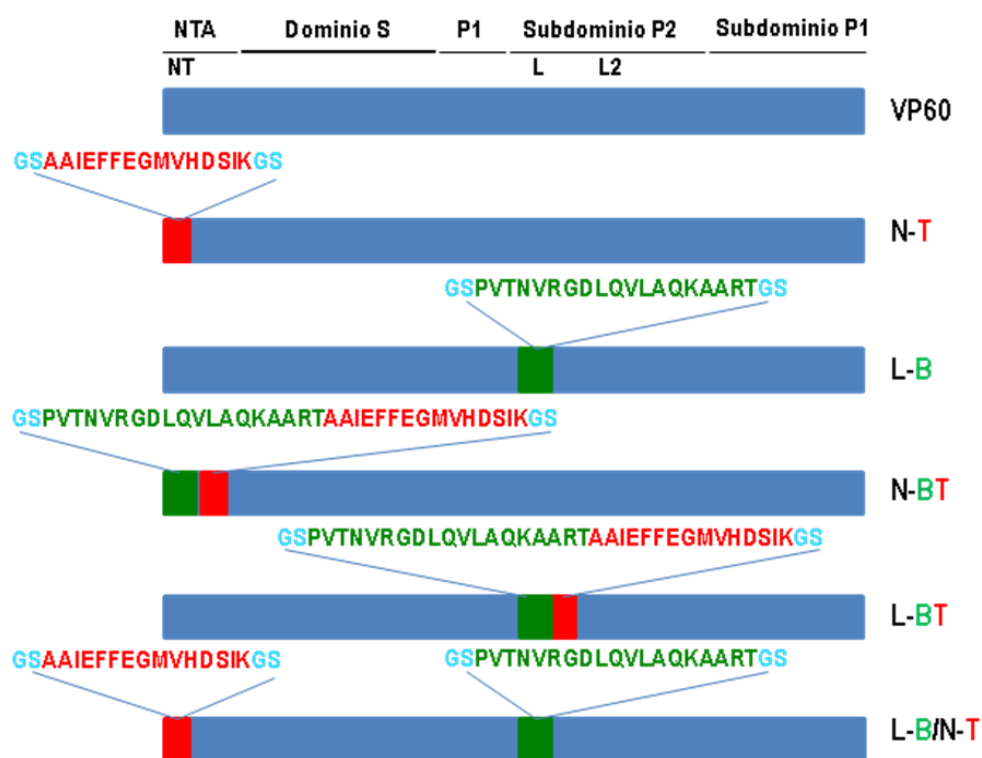 NTA Dominio S P1 Subdominio P2 Subdominio P1
NT L L2
VP60
GSAAIEFFEGMVHDSIKGS
N-T
GSPVTNVRGDLQVLAQKAARTGS
L-B
GSPVTNVRGDLQVLAQKAARTAAIEFFEGMVHDSIKGS
N-BT
GSPVTNVRGDLQVLAQKAARTAAIEFFEGMVHDSIKGS
L-BT
GSAAIEFFEGMVHDSIKGS GSPVTNVRGDLQVLAQKAARTGS
L-B/N-T